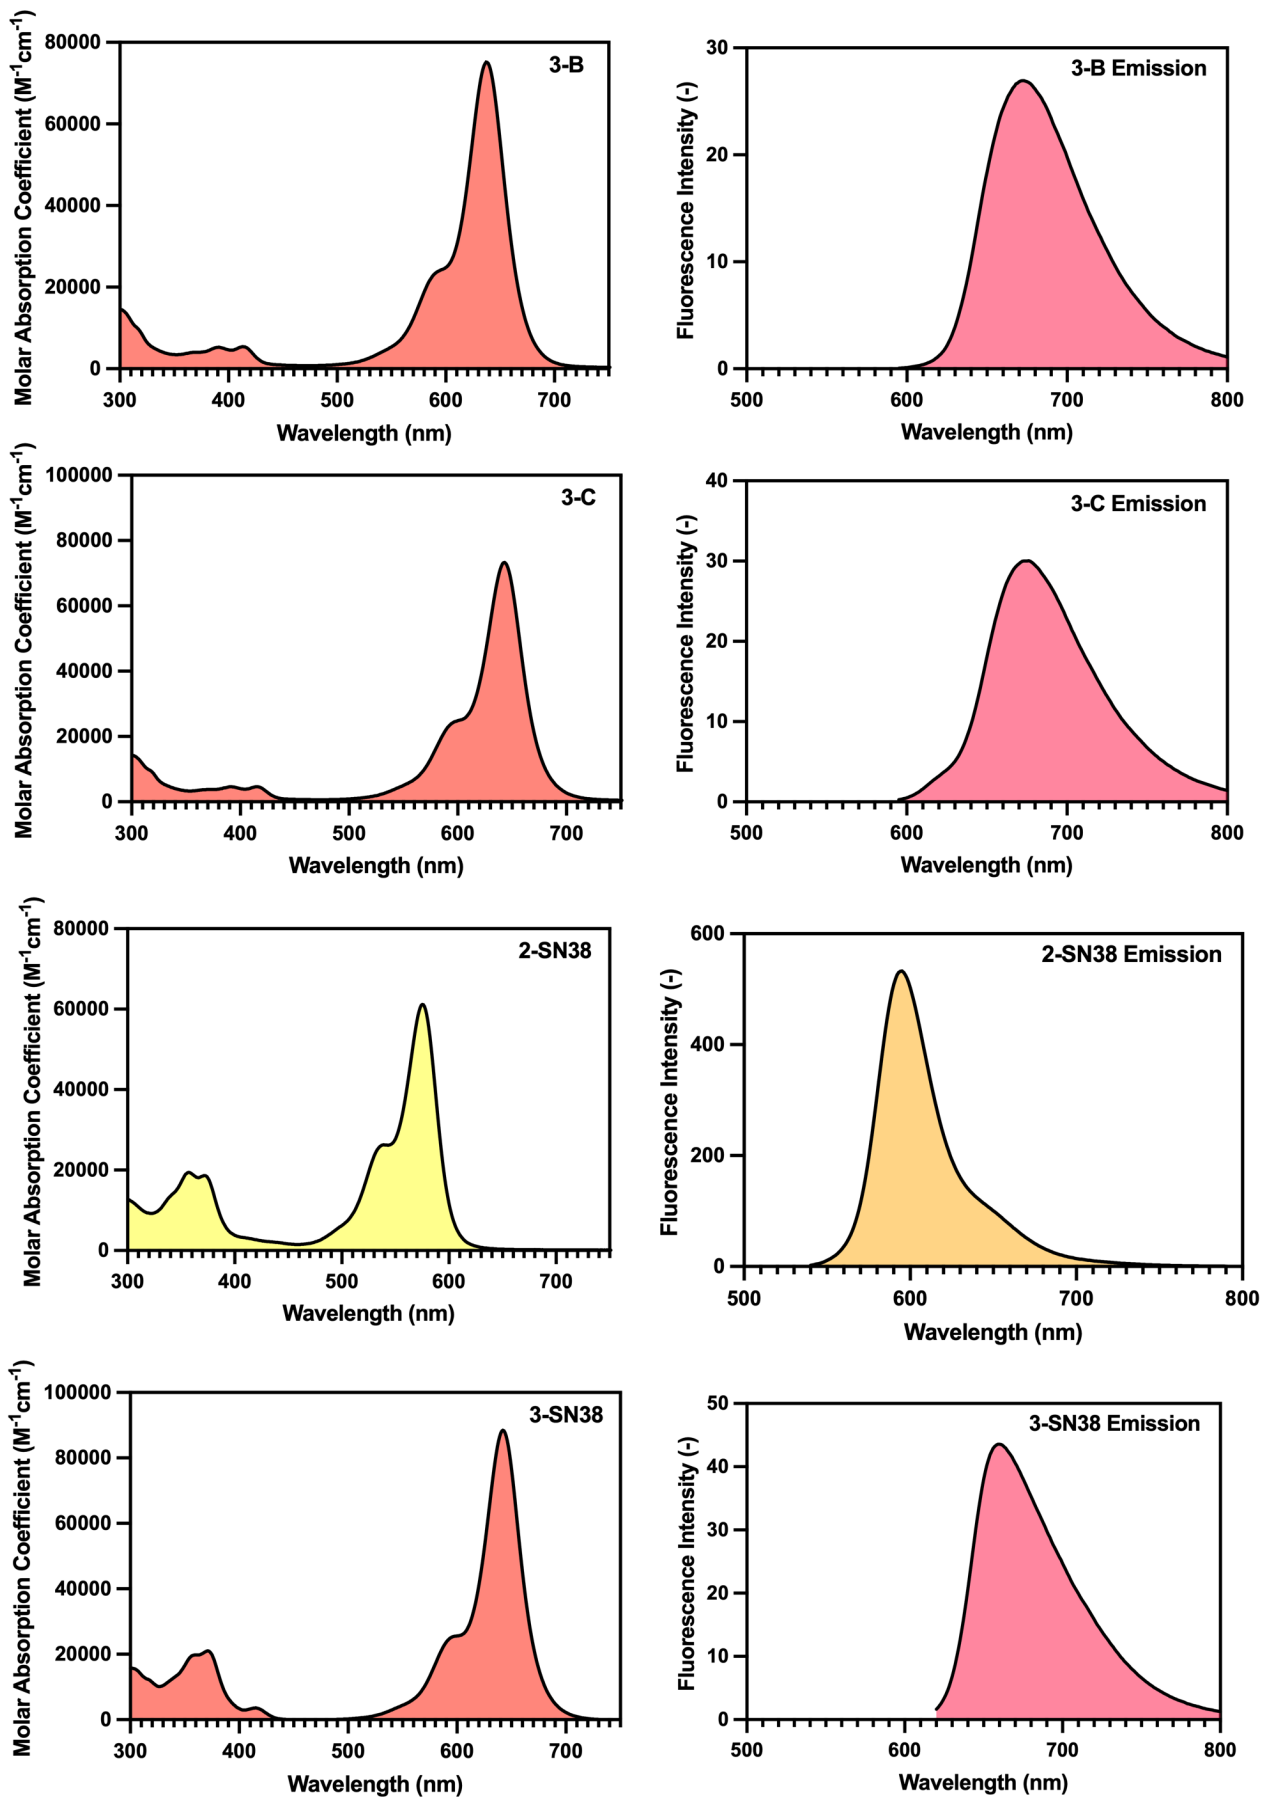 Molar Absorption Coefficient (M⁻¹cm⁻¹)
80000
60000
40000
20000
0
3-B
300 400 500 600 700
Wavelength (nm)
Fluorescence Intensity (-)
30
20
10
0
3-B Emission
500 600 700 800
Wavelength (nm)
Molar Absorption Coefficient (M⁻¹cm⁻¹)
100000
80000
60000
40000
20000
0
3-C
300 400 500 600 700
Wavelength (nm)
Fluorescence Intensity (-)
40
30
20
10
0
3-C Emission
500 600 700 800
Wavelength (nm)
Molar Absorption Coefficient (M⁻¹cm⁻¹)
80000
60000
40000
20000
0
2-SN38
300 400 500 600 700
Wavelength (nm)
Fluorescence Intensity (-)
600
400
200
0
2-SN38 Emission
500 600 700 800
Wavelength (nm)
Molar Absorption Coefficient (M⁻¹cm⁻¹)
100000
80000
60000
40000
20000
0
3-SN38
300 400 500 600 700
Wavelength (nm)
Fluorescence Intensity (-)
50
40
30
20
10
0
3-SN38 Emission
500 600 700 800
Wavelength (nm)